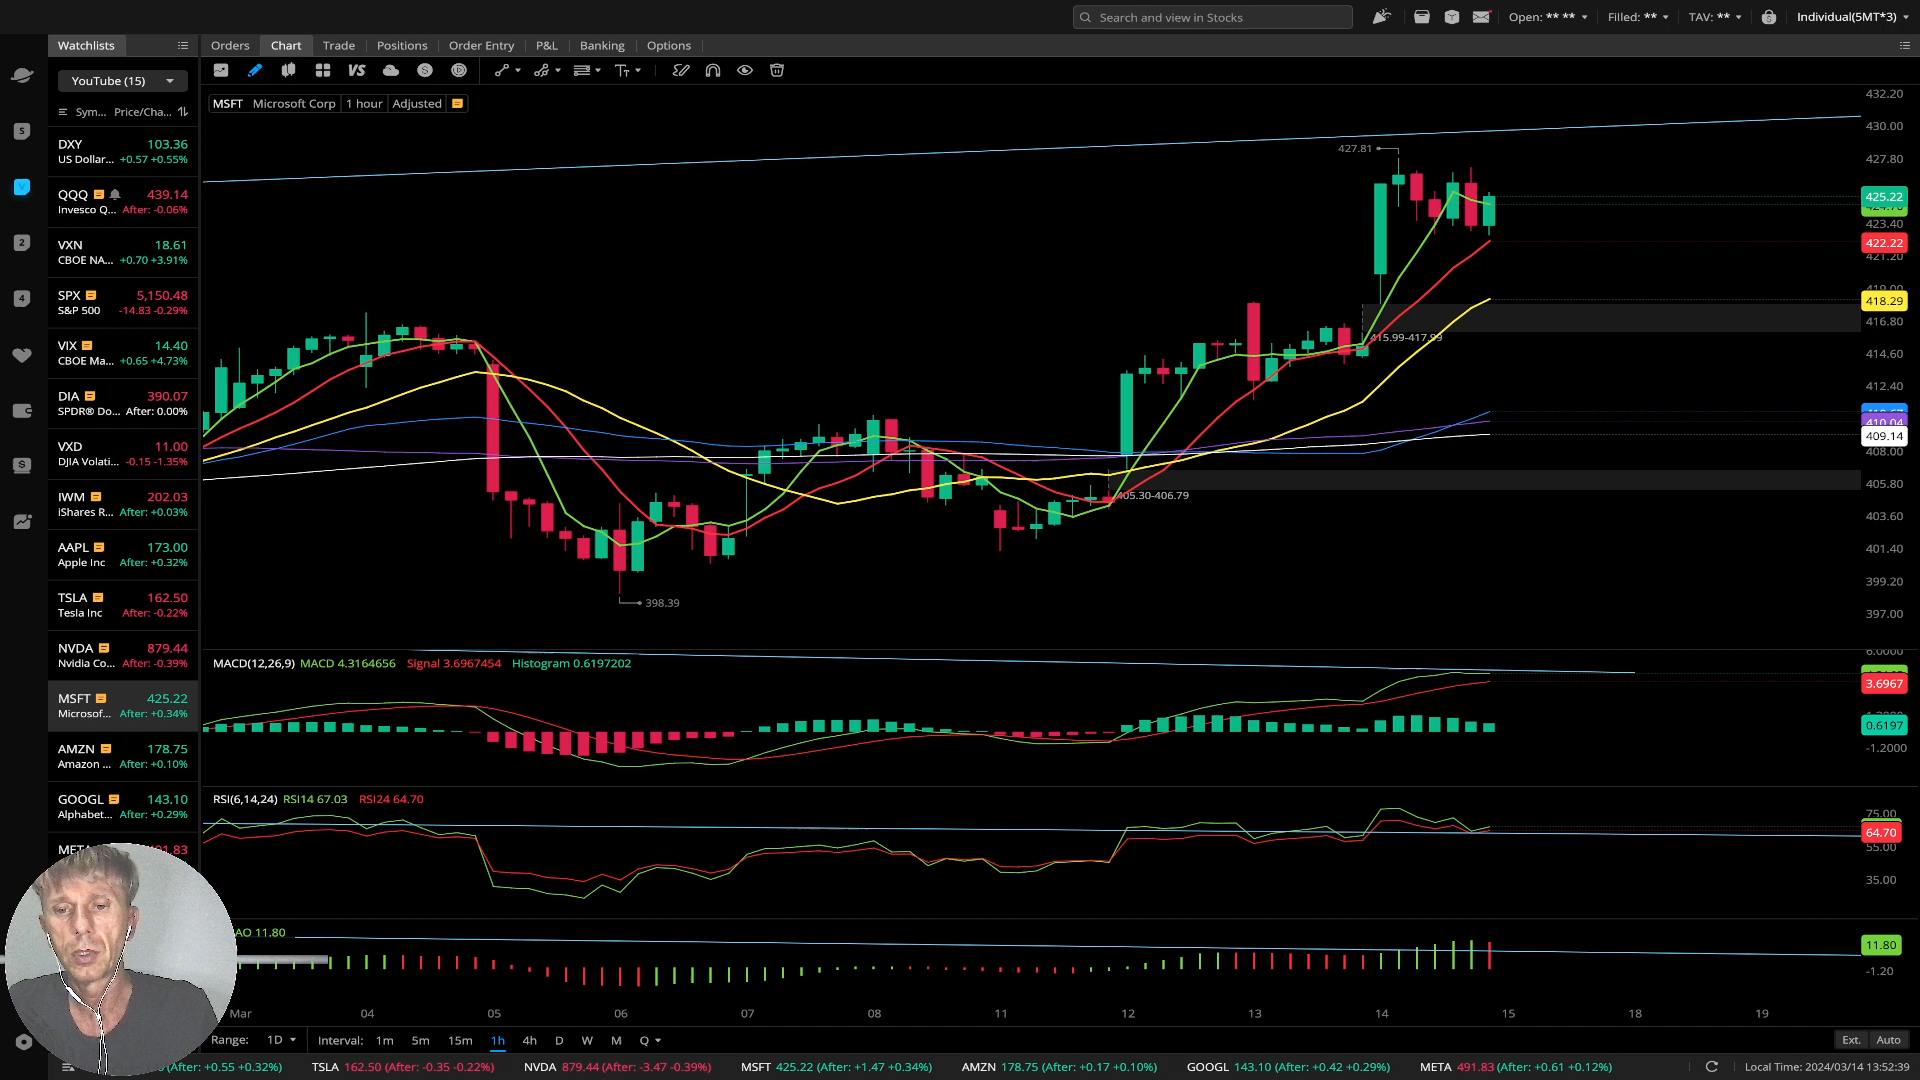 Search and view in Stocks
Open: ** **
Filled: **
TAV: **
Individual(5MT*3)
Watchlists
Orders Chart Trade Positions Order Entry P&L Banking Options
YouTube (15)
VS
Sym... Price/Cha...
MSFT Microsoft Corp 1 hour Adjusted
DXY 103.36
US Dollar... +0.57 +0.55%
QQQ 439.14
Invesco Q... After: -0.06%
VXN 18.61
CBOE NA... +0.70 +3.91%
SPX 5,150.48
S&P 500 -14.83 -0.29%
VIX 14.40
CBOE Ma... +0.65 +4.73%
DIA 390.07
SPDR® Do... After: 0.00%
VXD 11.00
DJIA Volati... -0.15 -1.35%
IWM 202.03
iShares R... After: +0.03%
AAPL 173.00
Apple Inc After: +0.32%
TSLA 162.50
Tesla Inc After: -0.22%
NVDA 879.44
Nvidia Co... After: -0.39%
MSFT 425.22
Microsof... After: +0.34%
AMZN 178.75
Amazon ... After: +0.10%
GOOGL 143.10
Alphabet... After: +0.29%
META
427.81
415.99-417.99
405.30-406.79
398.39
432.20
430.00
427.80
425.22
423.40
422.22
421.20
418.29
416.80
414.60
412.40
410.04
409.14
408.00
405.80
403.60
401.40
399.20
397.00
MACD(12,26,9) MACD 4.3164656 Signal 3.6967454 Histogram 0.6197202
6.0000
3.6967
0.6197
-1.2000
RSI(6,14,24) RSI14 67.03 RSI24 64.70
75.00
64.70
55.00
35.00
AO 11.80
11.80
-1.20
Mar 04 05 06 07 08 11 12 13 14 15 18 19
Range: 1D Interval: 1m 5m 15m 1h 4h D W M Q
Ext. Auto
(After: +0.55 +0.32%) TSLA 162.50 (After: -0.35 -0.22%) NVDA 879.44 (After: -3.47 -0.39%) MSFT 425.22 (After: +1.47 +0.34%) AMZN 178.75 (After: +0.17 +0.10%) GOOGL 143.10 (After: +0.42 +0.29%) META 491.83 (After: +0.61 +0.12%)
Local Time: 2024/03/14 13:52:39